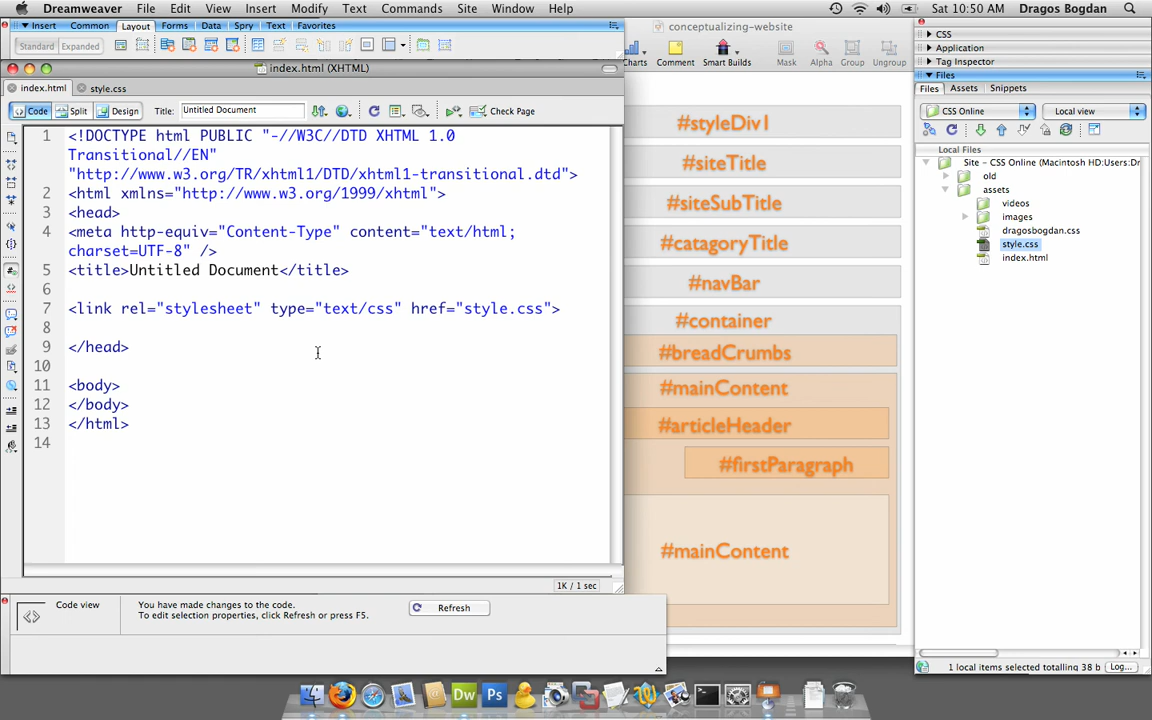 Dreamweaver File Edit View Insert Modify Text Commands Site Window Help Sat 10:50 AM Dragos Bogdan
Insert Common Layout Forms Data Spry Text Favorites
Standard Expanded
index.html (XHTML)
index.html style.css
Code Split Design Title: Untitled Document Check Page
1 <!DOCTYPE html PUBLIC "-//W3C//DTD XHTML 1.0
Transitional//EN"
"http://www.w3.org/TR/xhtml1/DTD/xhtml1-transitional.dtd">
2 <html xmlns="http://www.w3.org/1999/xhtml">
3 <head>
4 <meta http-equiv="Content-Type" content="text/html;
charset=UTF-8" />
5 <title>Untitled Document</title>
6
7 <link rel="stylesheet" type="text/css" href="style.css">
8
9 </head>
10
11 <body>
12 </body>
13 </html>
14
1K / 1 sec
Code view
You have made changes to the code.
To edit selection properties, click Refresh or press F5.
Refresh
conceptualizing-website
Charts Comment Smart Builds Mask Alpha Group Ungroup
#styleDiv1
#siteTitle
#siteSubTitle
#catagoryTitle
#navBar
#container
#breadCrumbs
#mainContent
#articleHeader
#firstParagraph
#mainContent
CSS
Application
Tag Inspector
Files
Files Assets Snippets
CSS Online Local view
Local Files
Site - CSS Online (Macintosh HD:Users:Dr
old
assets
videos
images
dragosbogdan.css
style.css
index.html
1 local items selected totalling 38 b Log...
Dw Ps